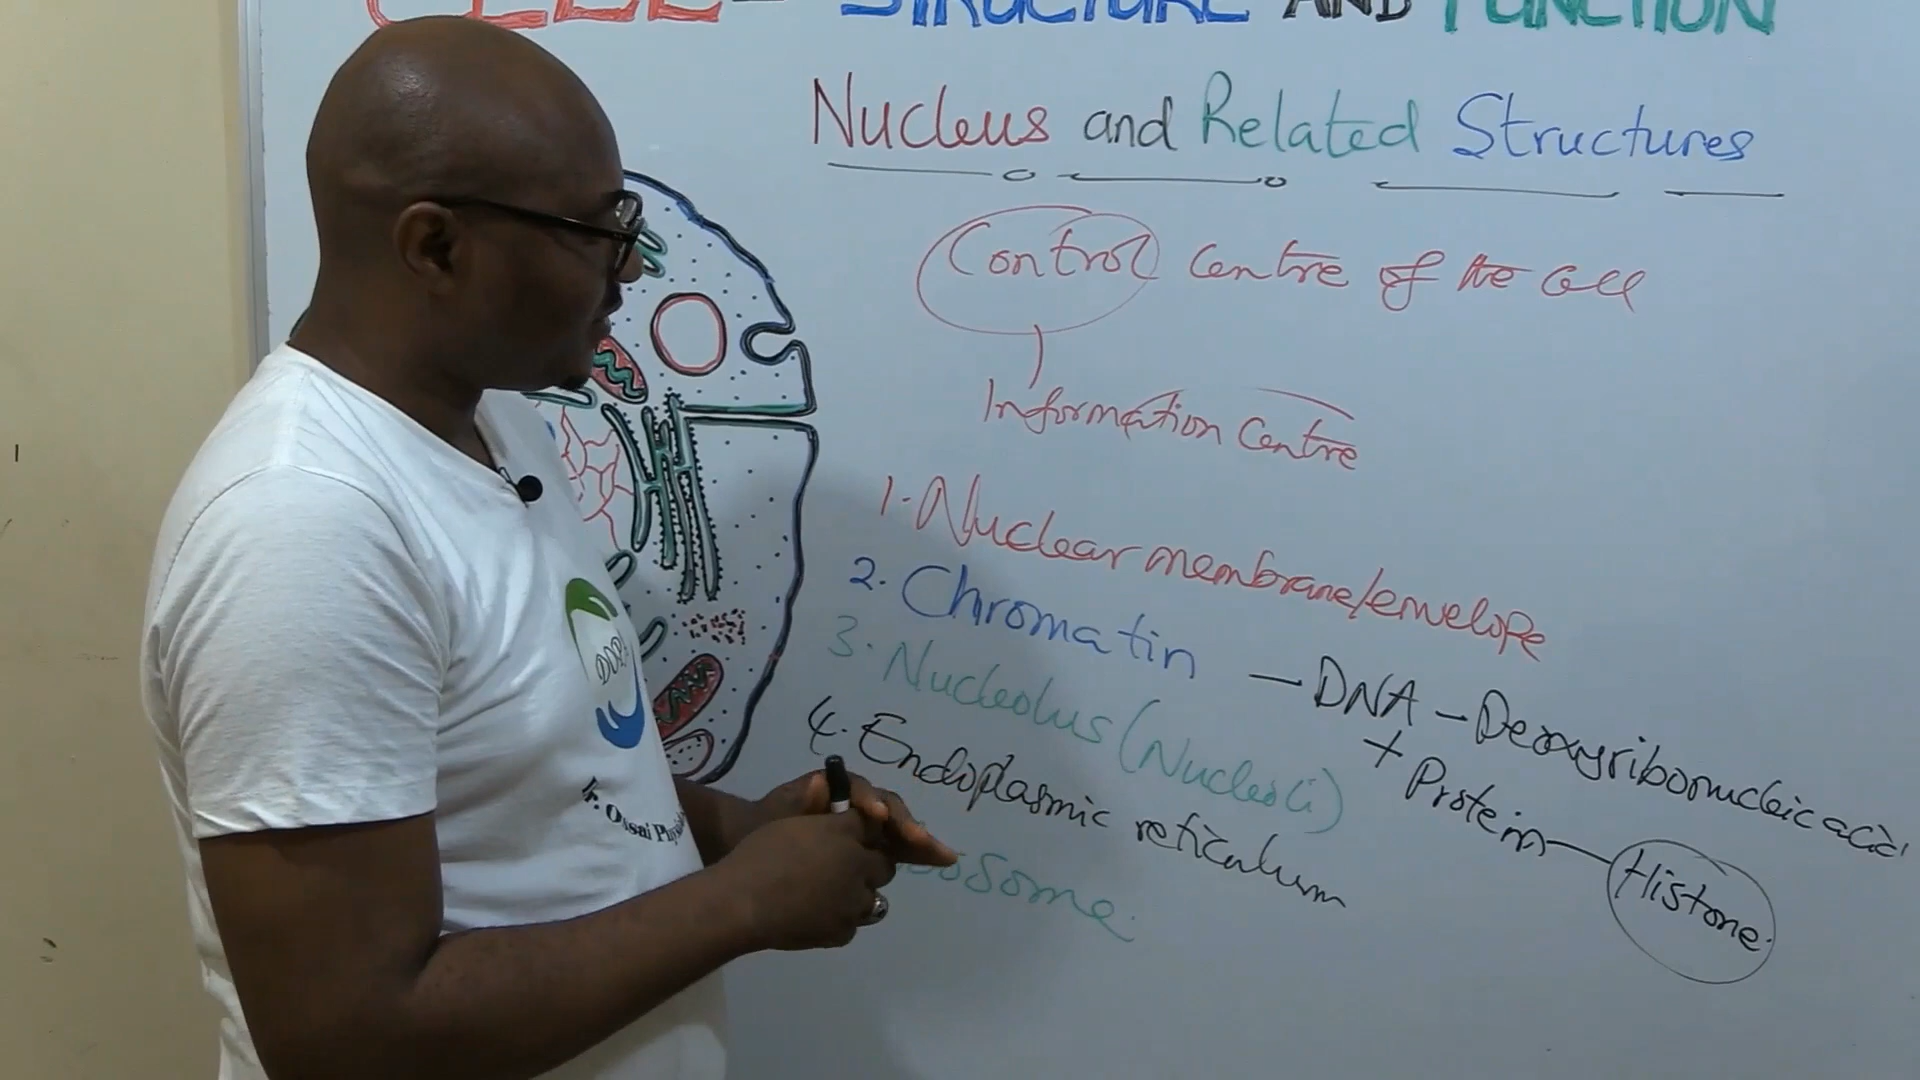 STRUCTURE AND FUNCTION
Nucleus and Related Structures
Control Centre of the Cell
Information Centre
1. Nuclear membrane/envelope
2. Chromatin - DNA - Deoxyribonucleic acid
+ Protein - Histone
3. Nucleolus (Nucleoli)
4. Endoplasmic reticulum